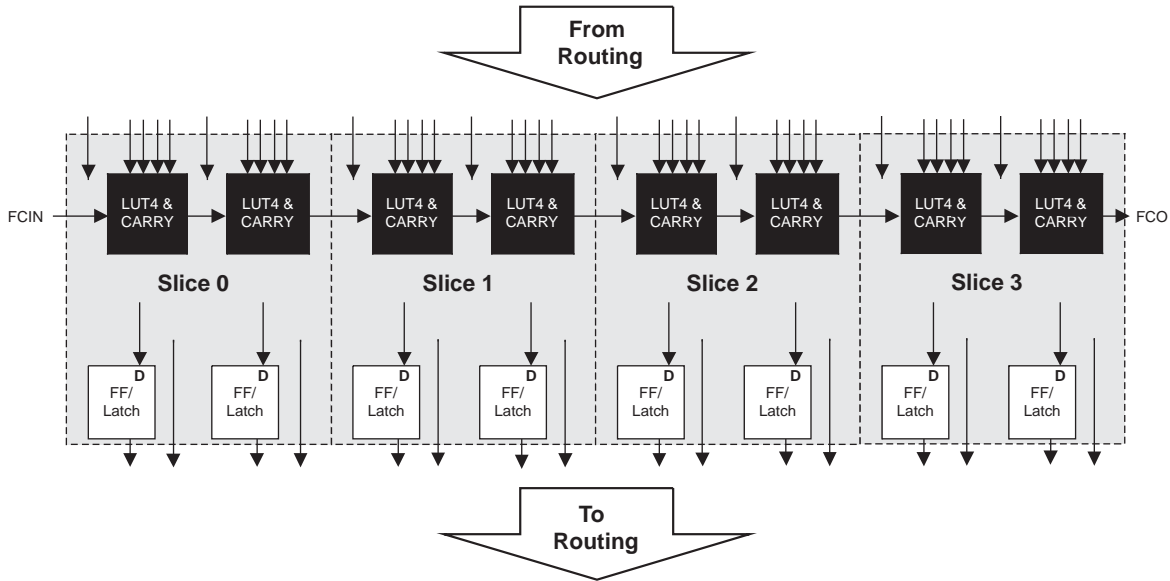 From
Routing
FCIN
LUT4 &
CARRY
LUT4 &
CARRY
LUT4 &
CARRY
LUT4 &
CARRY
LUT4 &
CARRY
LUT4 &
CARRY
LUT4 &
CARRY
LUT4 &
CARRY
FCO
Slice 0
Slice 1
Slice 2
Slice 3
D
FF/
Latch
D
FF/
Latch
D
FF/
Latch
D
FF/
Latch
D
FF/
Latch
D
FF/
Latch
D
FF/
Latch
D
FF/
Latch
To
Routing